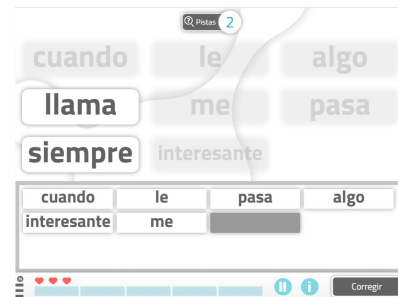 Pistas 2
cuando le algo
llama me pasa
siempre interesante
cuando le pasa algo
interesante me
Corregir